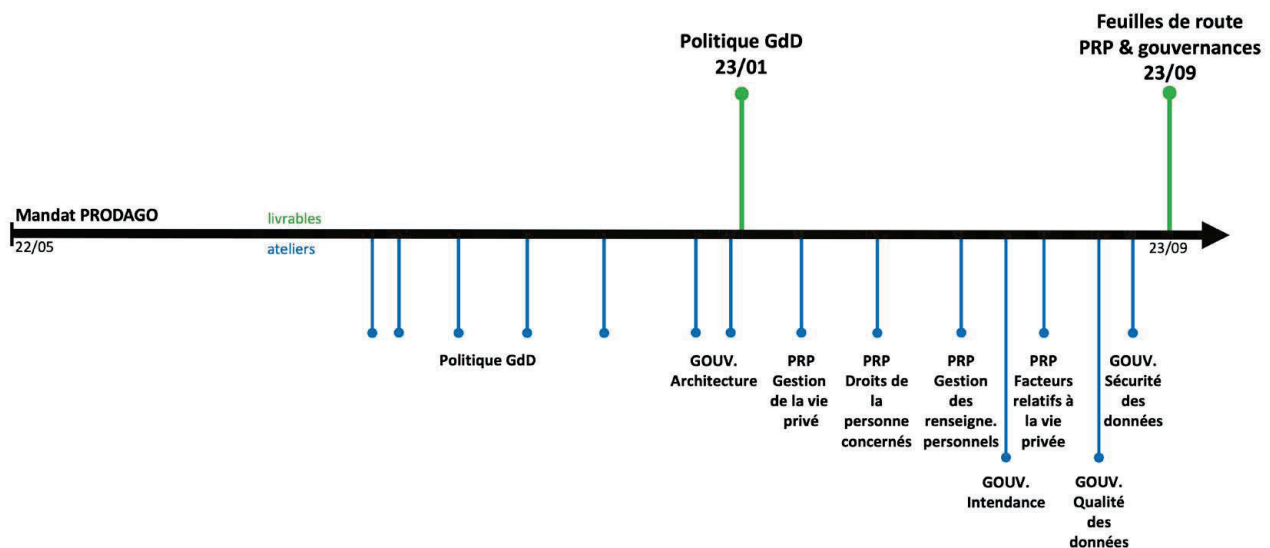 Feuilles de route
PRP & gouvernances
23/09
Politique GdD
23/01
Mandat PRODAGO
livrables
22/05
ateliers
23/09
Politique GdD
GOUV.
Architecture
PRP
Gestion
de la vie
privé
PRP
Droits de
la
personne
concernés
PRP
Gestion
des
renseigne.
personnels
PRP
Facteurs
relatifs à
la vie
privée
GOUV.
Sécurité
des
données
GOUV.
Intendance
GOUV.
Qualité
des
données